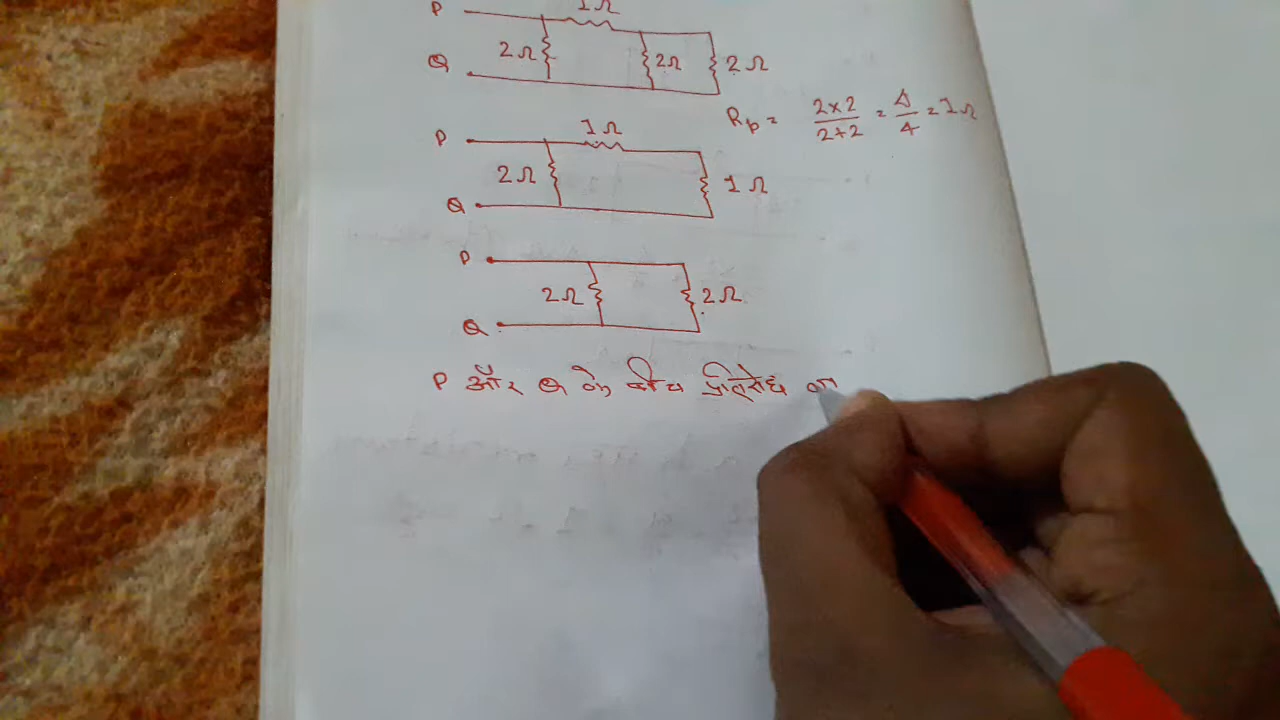 1Ω
P
2Ω 2Ω 2Ω
Q
Rp = 2×2/2+2 = 4/4 = 1Ω
1Ω
P
2Ω 1Ω
Q
P
2Ω 2Ω
Q
P और Q के बीच प्रतिरोध का